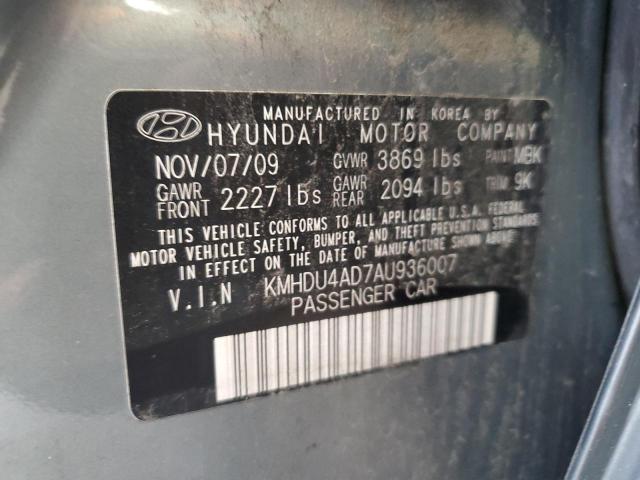 MANUFACTURED IN KOREA BY
HYUNDAI MOTOR COMPANY
NOV/07/09 GVWR 3869 lbs PAINT MBK
GAWR FRONT 2227 lbs GAWR REAR 2094 lbs TRIM 9K
THIS VEHICLE CONFORMS TO ALL APPLICABLE U.S.A. FEDERAL
MOTOR VEHICLE SAFETY, BUMPER, AND THEFT PREVENTION STANDARDS
IN EFFECT ON THE DATE OF MANUFACTURE
V.I.N KMHDU4AD7AU936007
PASSENGER CAR